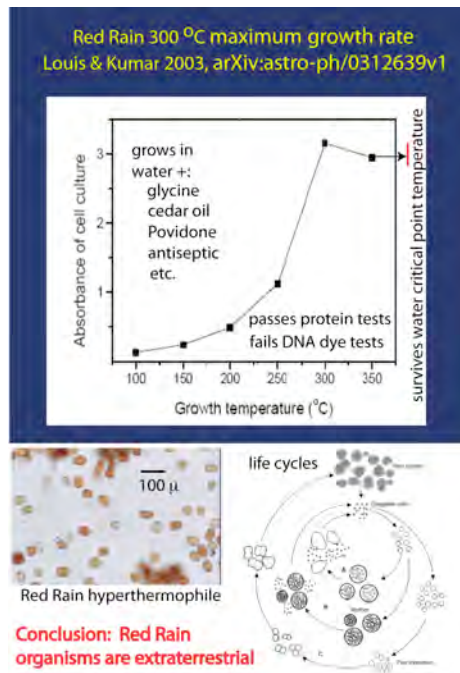 Red Rain 300 °C maximum growth rate
Louis & Kumar 2003, arXiv:astro-ph/0312639v1
Absorbance of cell culture
3
1
grows in
water +:
glycine
cedar oil
Povidone
antiseptic
etc.
passes protein tests
fails DNA dye tests
100 150 200 250 300 350
Growth temperature (°C)
survives water critical point temperature
100 µ
Red Rain hyperthermophile
life cycles
A
B
C
Conclusion: Red Rain
organisms are extraterrestrial